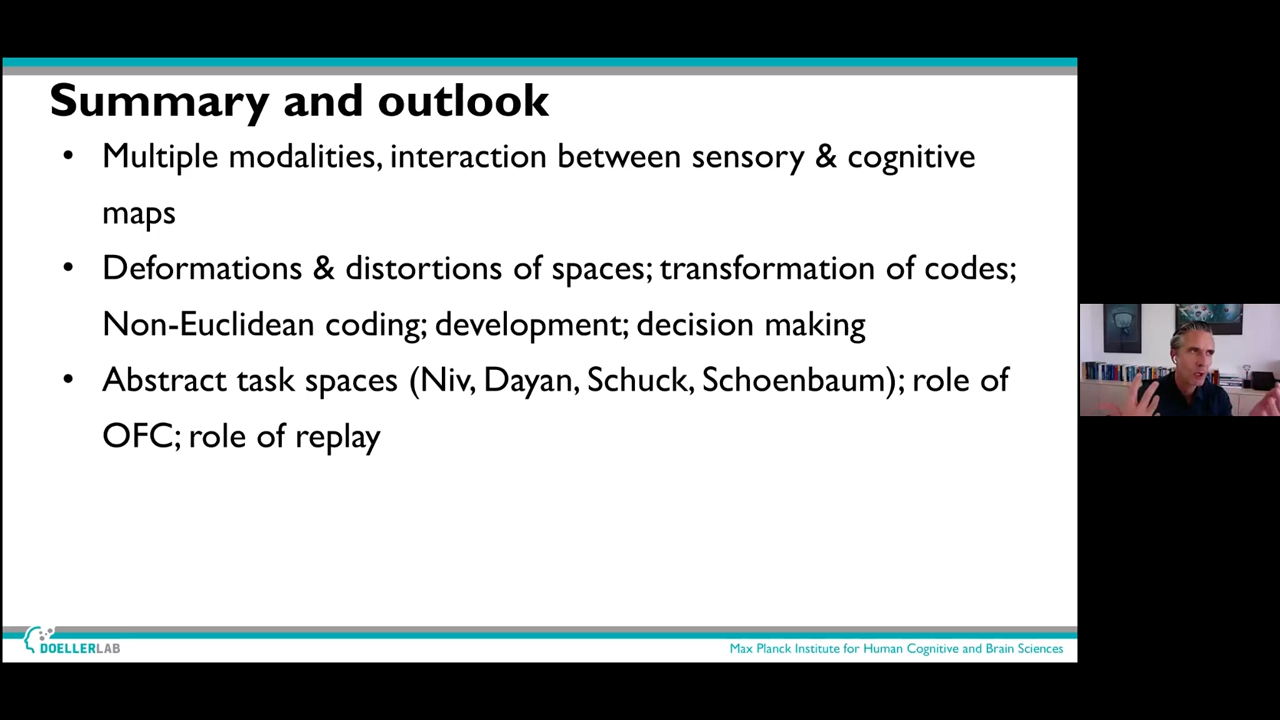 Summary and outlook
• Multiple modalities, interaction between sensory & cognitive
maps
• Deformations & distortions of spaces; transformation of codes;
Non-Euclidean coding; development; decision making
• Abstract task spaces (Niv, Dayan, Schuck, Schoenbaum); role of
OFC; role of replay
DOELLERLAB
Max Planck Institute for Human Cognitive and Brain Sciences